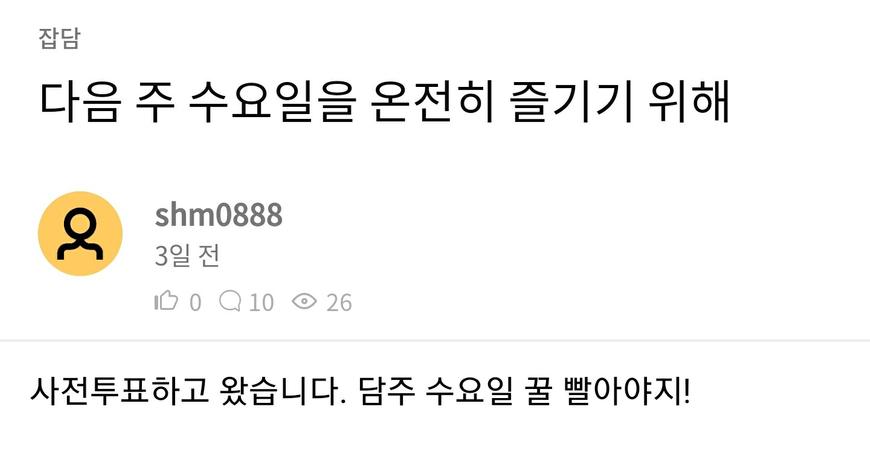 잡담
다음 주 수요일을 온전히 즐기기 위해
shm0888
3일 전
0 10 26
사전투표하고 왔습니다. 담주 수요일 꿀 빨아야지!